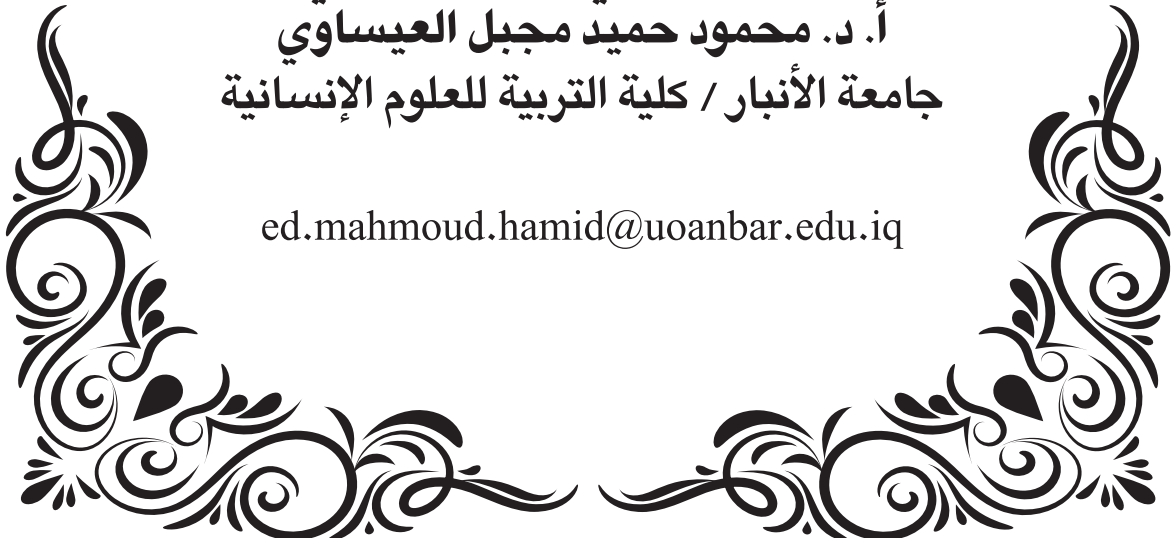 أ. د. محمود حميد مجبل العيساوي
جامعة الأنبار / كلية التربية للعلوم الإنسانية
ed.mahmoud.hamid@uoanbar.edu.iq